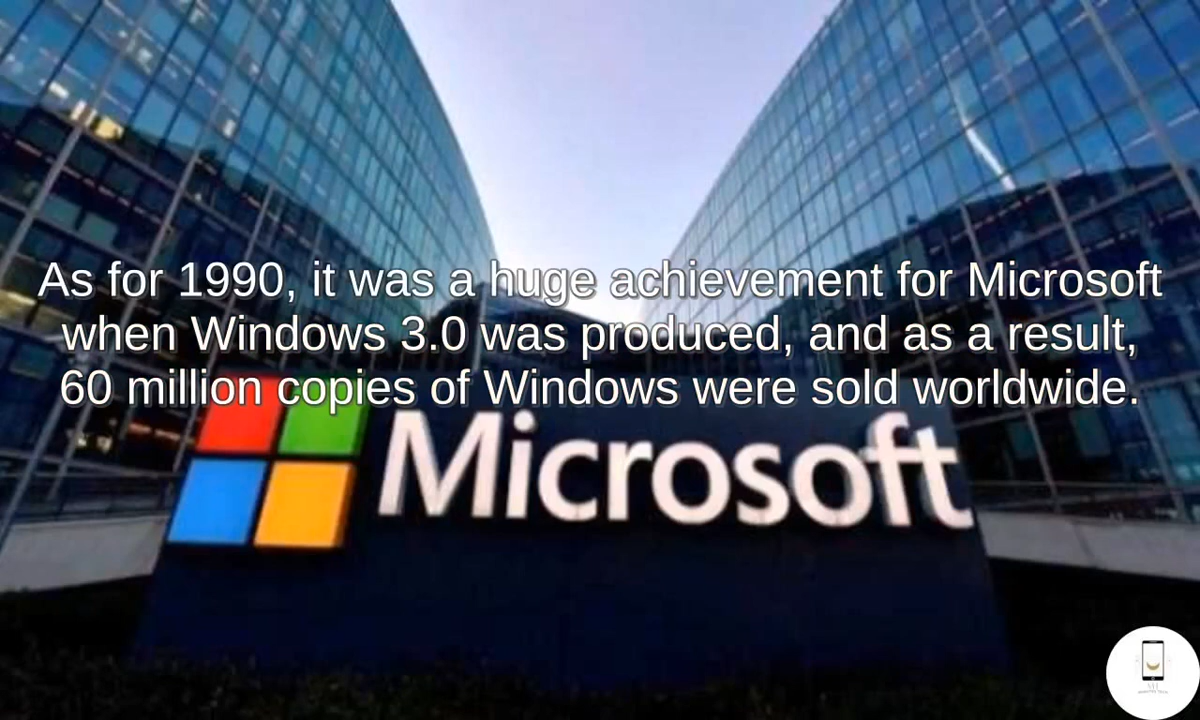 As for 1990, it was a huge achievement for Microsoft
when Windows 3.0 was produced, and as a result,
60 million copies of Windows were sold worldwide.
Microsoft